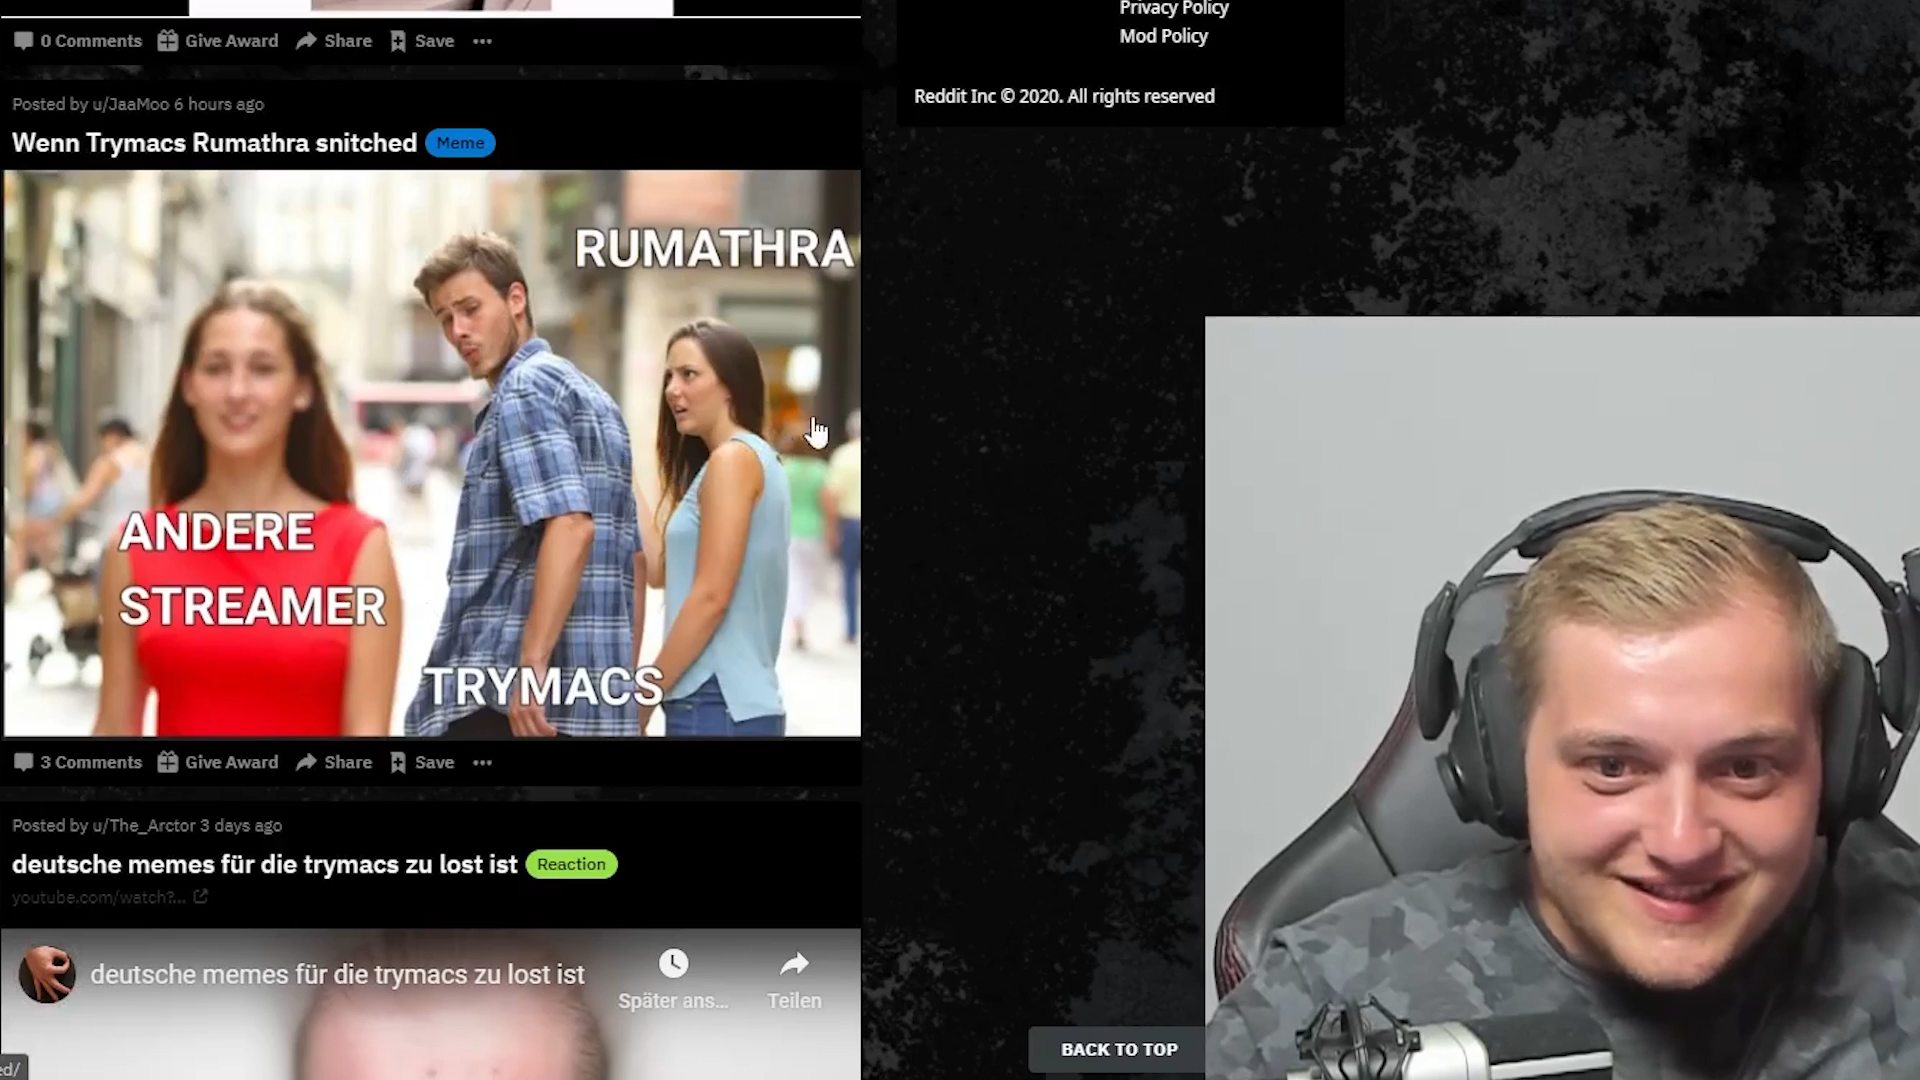 0 Comments Give Award Share Save
Privacy Policy
Mod Policy
Reddit Inc © 2020. All rights reserved
Posted by u/JaaMoo 6 hours ago
Wenn Trymacs Rumathra snitched Meme
RUMATHRA
ANDERE
STREAMER
TRYMACS
3 Comments Give Award Share Save
Posted by u/The_Arctor 3 days ago
deutsche memes für die trymacs zu lost ist Reaction
youtube.com/watch?...
deutsche memes für die trymacs zu lost ist
Später ans... Teilen
BACK TO TOP
ed/